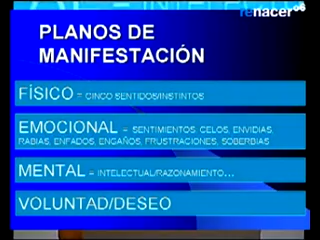 renacer
PLANOS DE
MANIFESTACIÓN
FÍSICO = CINCO SENTIDOS/INSTINTOS
EMOCIONAL = SENTIMIENTOS, CELOS, ENVIDIAS,
RABIAS, ENFADOS, ENGAÑOS, FRUSTRACIONES, SOBERBIAS
MENTAL = INTELECTUAL/RAZONAMIENTO...
VOLUNTAD/DESEO